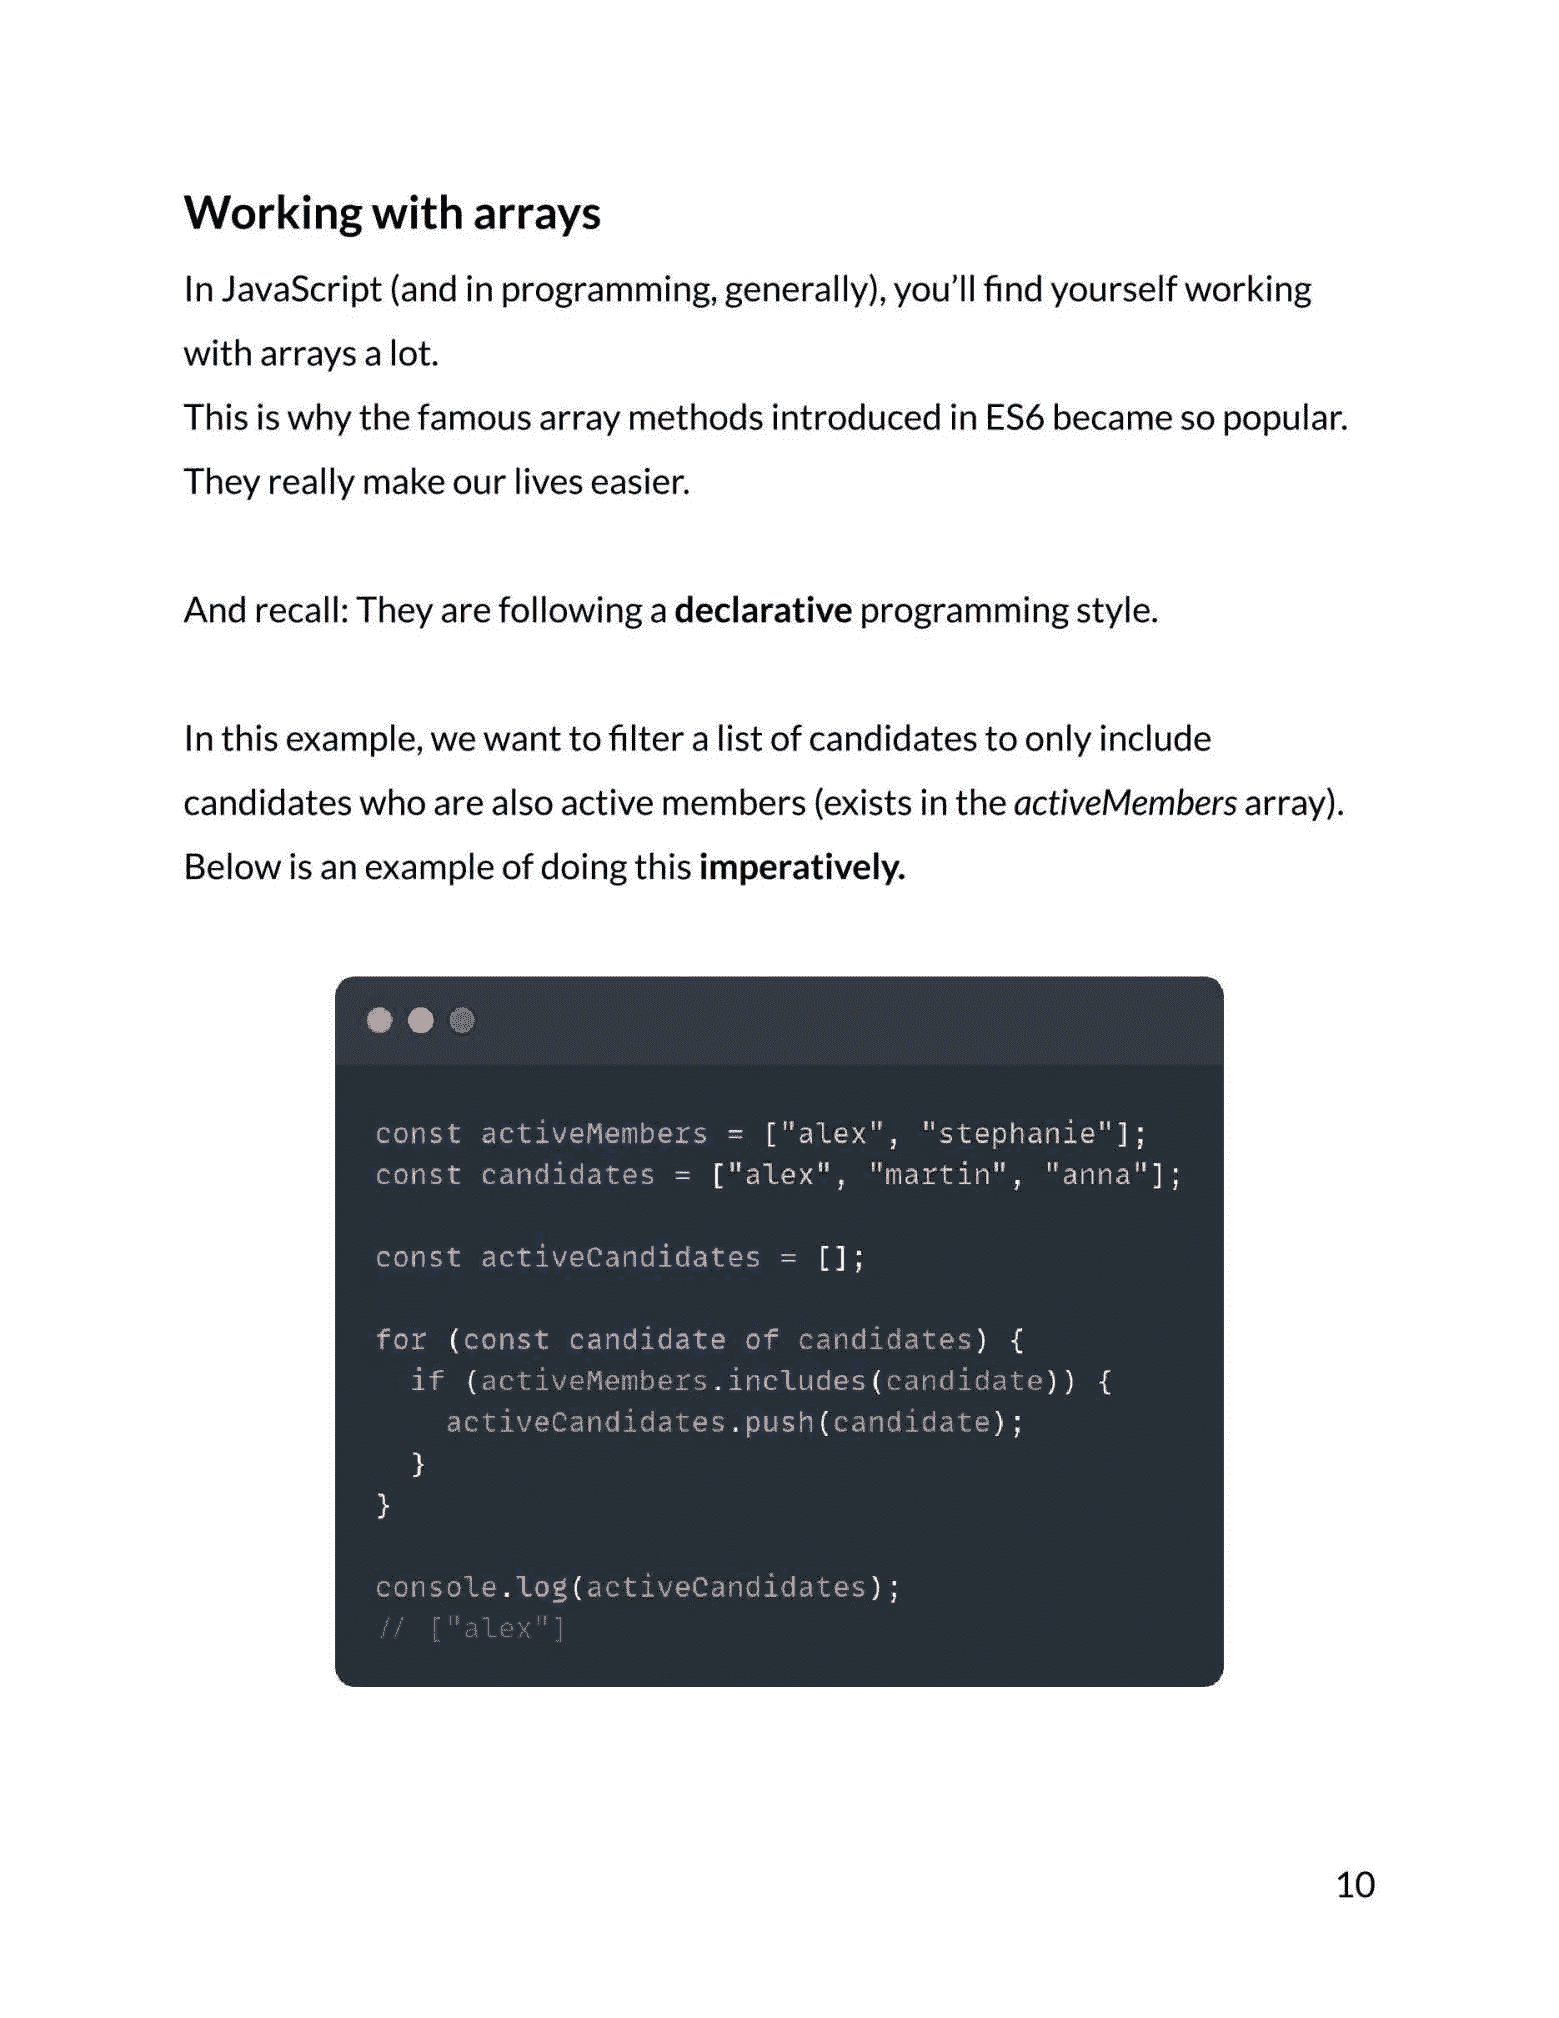 Working with arrays
In JavaScript (and in programming, generally), you’ll find yourself working
with arrays a lot.
This is why the famous array methods introduced in ES6 became so popular.
They really make our lives easier.
And recall: They are following a declarative programming style.
In this example, we want to filter a list of candidates to only include
candidates who are also active members (exists in the activeMembers array).
Below is an example of doing this imperatively.
const activeMembers = ["alex", "stephanie"];
const candidates = ["alex", "martin", "anna"];
const activeCandidates = [];
for (const candidate of candidates) {
  if (activeMembers.includes(candidate)) {
    activeCandidates.push(candidate);
  }
}
console.log(activeCandidates);
// ["alex"]
10